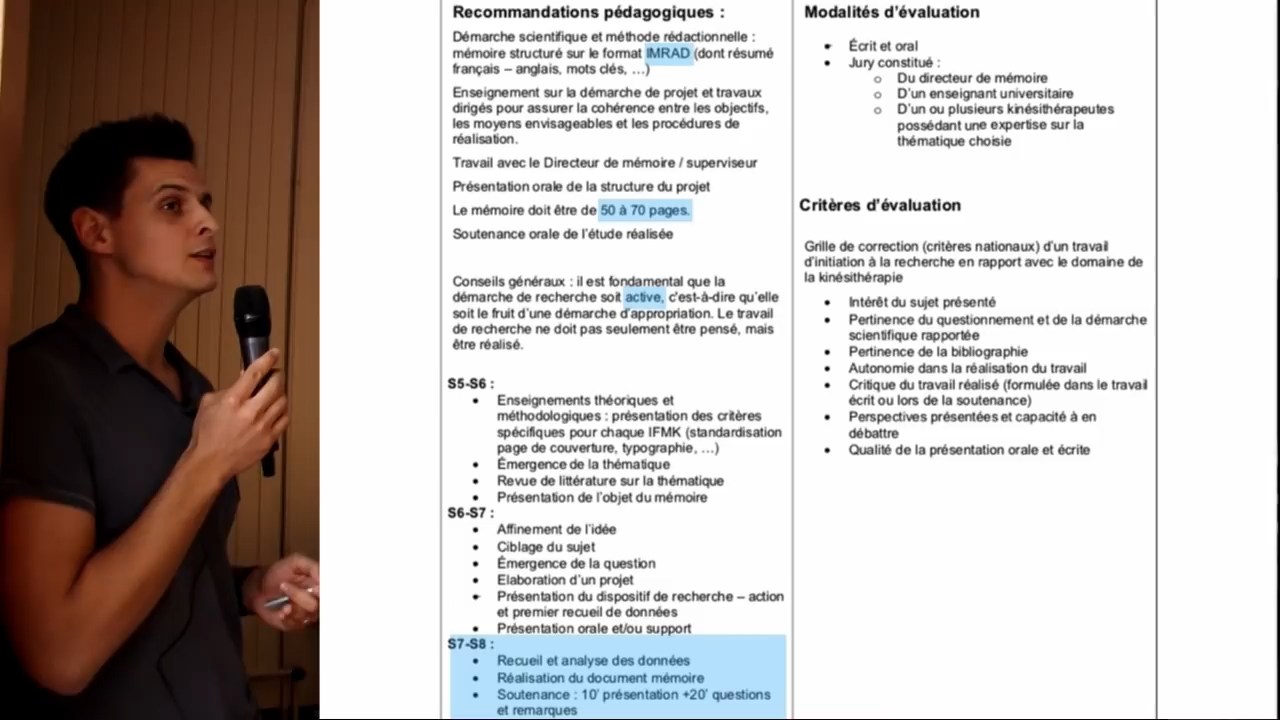 Recommandations pédagogiques :
Démarche scientifique et méthode rédactionnelle :
mémoire structuré sur le format IMRAD (dont résumé
français – anglais, mots clés, …)
Enseignement sur la démarche de projet et travaux
dirigés pour assurer la cohérence entre les objectifs,
les moyens envisageables et les procédures de
réalisation.
Travail avec le Directeur de mémoire / superviseur
Présentation orale de la structure du projet
Le mémoire doit être de 50 à 70 pages.
Soutenance orale de l'étude réalisée
Conseils généraux : il est fondamental que la
démarche de recherche soit active, c'est-à-dire qu'elle
soit le fruit d'une démarche d'appropriation. Le travail
de recherche ne doit pas seulement être pensé, mais
être réalisé.
S5-S6 :
• Enseignements théoriques et
méthodologiques : présentation des critères
spécifiques pour chaque IFMK (standardisation
page de couverture, typographie, …)
• Émergence de la thématique
• Revue de littérature sur la thématique
• Présentation de l'objet du mémoire
S6-S7 :
• Affinement de l'idée
• Ciblage du sujet
• Émergence de la question
• Elaboration d'un projet
• Présentation du dispositif de recherche – action
et premier recueil de données
• Présentation orale et/ou support
S7-S8 :
• Recueil et analyse des données
• Réalisation du document mémoire
• Soutenance : 10' présentation +20' questions
et remarques
Modalités d'évaluation
• Écrit et oral
• Jury constitué :
o Du directeur de mémoire
o D'un enseignant universitaire
o D'un ou plusieurs kinésithérapeutes
possédant une expertise sur la
thématique choisie
Critères d'évaluation
Grille de correction (critères nationaux) d'un travail
d'initiation à la recherche en rapport avec le domaine de
la kinésithérapie
• Intérêt du sujet présenté
• Pertinence du questionnement et de la démarche
scientifique rapportée
• Pertinence de la bibliographie
• Autonomie dans la réalisation du travail
• Critique du travail réalisé (formulée dans le travail
écrit ou lors de la soutenance)
• Perspectives présentées et capacité à en
débattre
• Qualité de la présentation orale et écrite